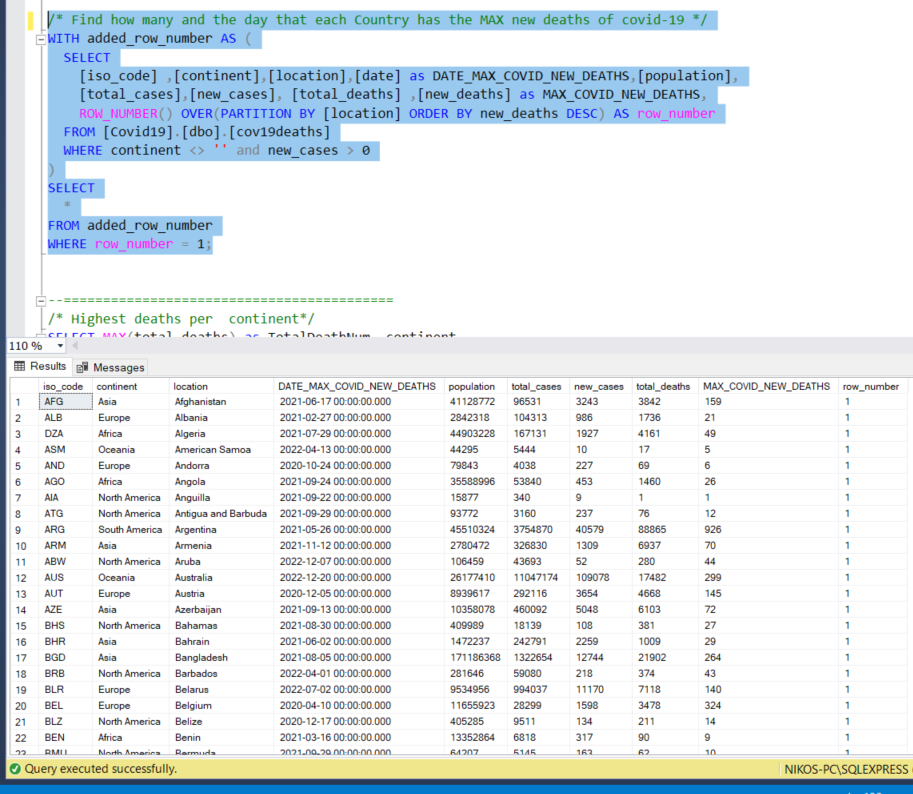 /* Find how many and the day that each Country has the MAX new deaths of covid-19 */
WITH added_row_number AS (
SELECT
[iso_code] ,[continent],[location],[date] as DATE_MAX_COVID_NEW_DEATHS,[population],
[total_cases],[new_cases], [total_deaths] ,[new_deaths] as MAX_COVID_NEW_DEATHS,
ROW_NUMBER() OVER(PARTITION BY [location] ORDER BY new_deaths DESC) AS row_number
FROM [Covid19].[dbo].[cov19deaths]
WHERE continent <> '' and new_cases > 0
)
SELECT
*
FROM added_row_number
WHERE row_number = 1;
--==========================================
/* Highest deaths per continent*/
SELECT MAX(total_deaths) as TotalDeathNum, continent
110 %
Results Messages
iso_code continent location DATE_MAX_COVID_NEW_DEATHS population total_cases new_cases total_deaths MAX_COVID_NEW_DEATHS row_number
1 AFG Asia Afghanistan 2021-06-17 00:00:00.000 41128772 96531 3243 3842 159 1
2 ALB Europe Albania 2021-02-27 00:00:00.000 2842318 104313 986 1736 21 1
3 DZA Africa Algeria 2021-07-29 00:00:00.000 44903228 167131 1927 4161 49 1
4 ASM Oceania American Samoa 2022-04-13 00:00:00.000 44295 5444 10 17 5 1
5 AND Europe Andorra 2020-10-24 00:00:00.000 79843 4038 227 69 6 1
6 AGO Africa Angola 2021-09-24 00:00:00.000 35588996 53840 453 1460 26 1
7 AIA North America Anguilla 2021-09-22 00:00:00.000 15877 340 9 1 1 1
8 ATG North America Antigua and Barbuda 2021-09-29 00:00:00.000 93772 3160 237 76 12 1
9 ARG South America Argentina 2021-05-26 00:00:00.000 45510324 3754870 40579 88865 926 1
10 ARM Asia Armenia 2021-11-12 00:00:00.000 2780472 326830 1309 6937 70 1
11 ABW North America Aruba 2022-12-07 00:00:00.000 106459 43693 52 280 44 1
12 AUS Oceania Australia 2022-12-20 00:00:00.000 26177410 11047174 109078 17482 299 1
13 AUT Europe Austria 2020-12-05 00:00:00.000 8939617 292116 3654 4668 145 1
14 AZE Asia Azerbaijan 2021-09-13 00:00:00.000 10358078 460092 5048 6103 72 1
15 BHS North America Bahamas 2021-08-30 00:00:00.000 409989 18139 108 381 27 1
16 BHR Asia Bahrain 2021-06-02 00:00:00.000 1472237 242791 2259 1009 29 1
17 BGD Asia Bangladesh 2021-08-05 00:00:00.000 171186368 1322654 12744 21902 264 1
18 BRB North America Barbados 2022-04-01 00:00:00.000 281646 59080 218 374 43 1
19 BLR Europe Belarus 2022-07-02 00:00:00.000 9534956 994037 11170 7118 140 1
20 BEL Europe Belgium 2020-04-10 00:00:00.000 11655923 28299 1598 3478 324 1
21 BLZ North America Belize 2020-12-17 00:00:00.000 405285 9511 134 211 14 1
22 BEN Africa Benin 2021-03-16 00:00:00.000 13352864 6818 317 90 9 1
23 BMU North America Bermuda 2021-09-29 00:00:00.000 64207 5145 163 62 10 1
Query executed successfully. NIKOS-PC\SQLEXPRESS